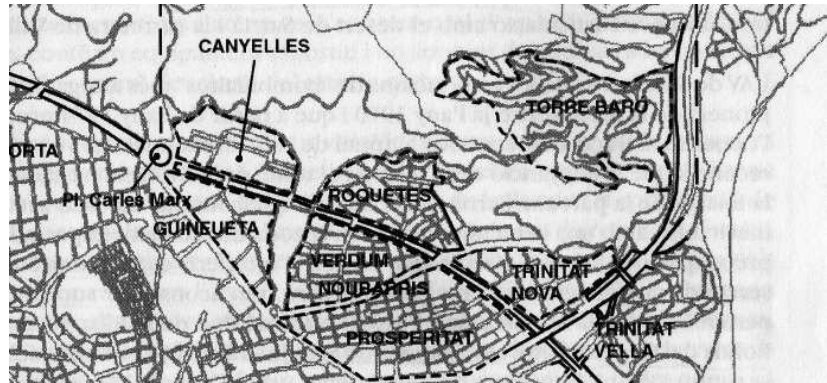 CANYELLES
TORRE BARÓ
ORTA
Pl. Carles Marx
ROQUETES
GUINEUETA
VERDUM
TRINITAT
NOVA
NOUBARRIS
PROSPERITAT
TRINITAT
VELLA